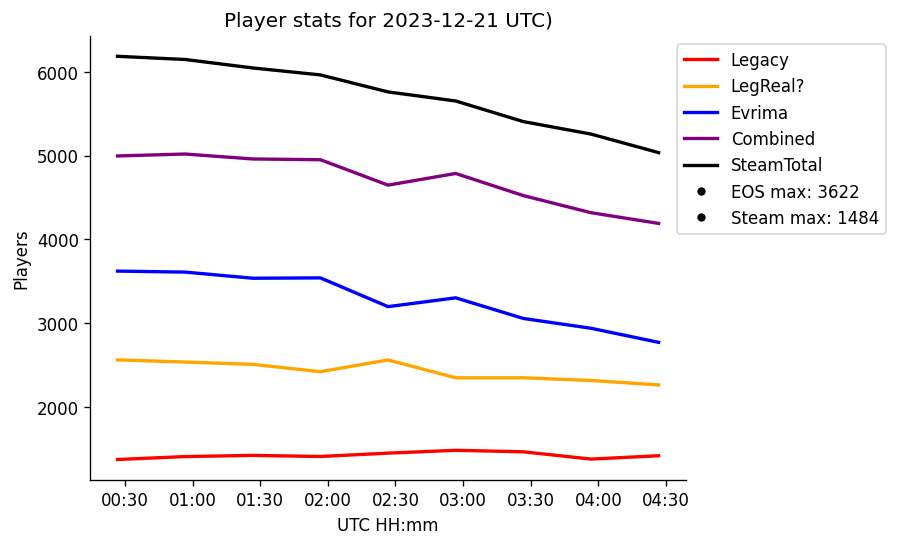 Player stats for 2023-12-21 UTC)
Legacy
LegReal?
Evrima
Combined
SteamTotal
EOS max: 3622
Steam max: 1484
6000
5000
4000
3000
2000
Players
00:30 01:00 01:30 02:00 02:30 03:00 03:30 04:00 04:30
UTC HH:mm